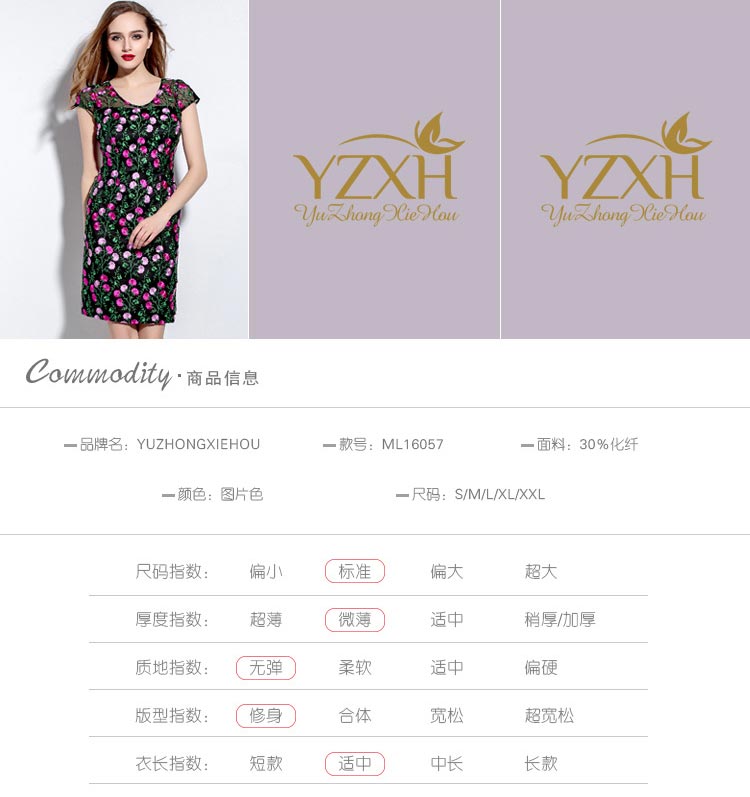 YZXH
YuZhongXieHou
YZXH
YuZhongXieHou
Commodity·商品信息
品牌名：YUZHONGXIEHOU 款号：ML16057 面料：30%化纤
颜色：图片色 尺码：S/M/L/XL/XXL
尺码指数： 偏小 标准 偏大 超大
厚度指数： 超薄 微薄 适中 稍厚/加厚
质地指数： 无弹 柔软 适中 偏硬
版型指数： 修身 合体 宽松 超宽松
衣长指数： 短款 适中 中长 长款